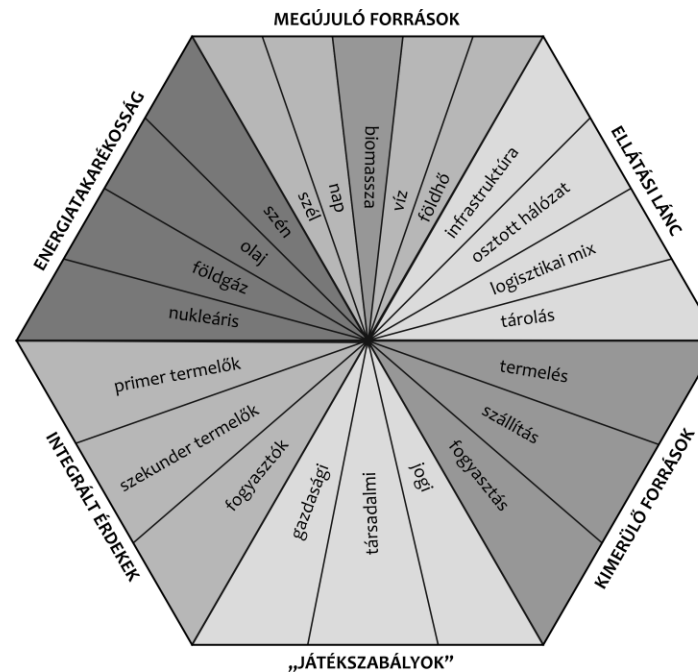 MEGÚJULÓ FORRÁSOK
ENERGIATAKARÉKOSSÁG
ELLÁTÁSI LÁNC
szén
olaj
földgáz
nukleáris
szél
nap
biomassza
víz
földhő
infrastruktúra
osztott hálózat
logisztikai mix
tárolás
primer termelők
szekunder termelők
fogyasztók
gazdasági
társadalmi
jogi
fogyasztás
szállítás
termelés
INTEGRÁLT ÉRDEKEK
KIMERÜLŐ FORRÁSOK
„JÁTÉKSZABÁLYOK”